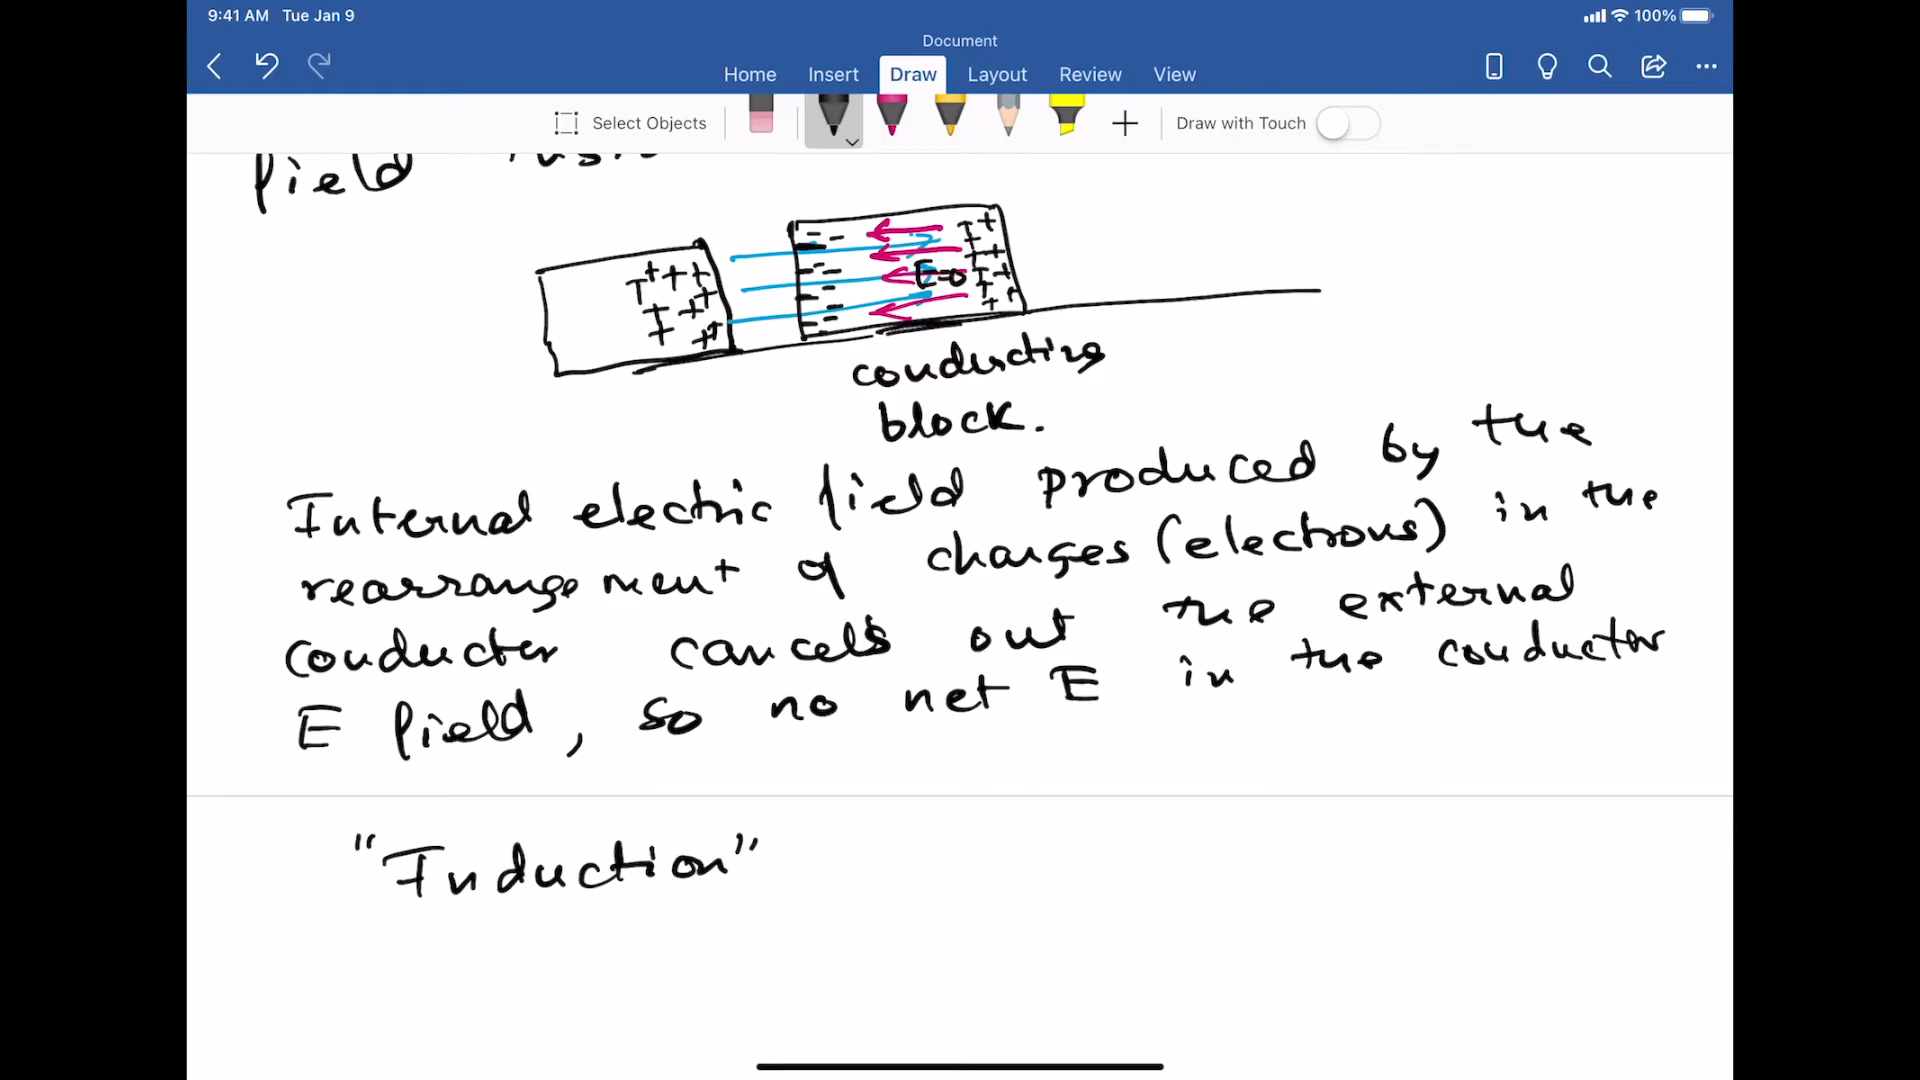 9:41 AM Tue Jan 9
100%
Document
Home Insert Draw Layout Review View
Select Objects
Draw with Touch
field
E=0
conducting
block.
Internal electric field produced by the
rearrangement of charges (electrons) in the
conductor cancels out the external
E field, so no net E in the conductor
"Induction"